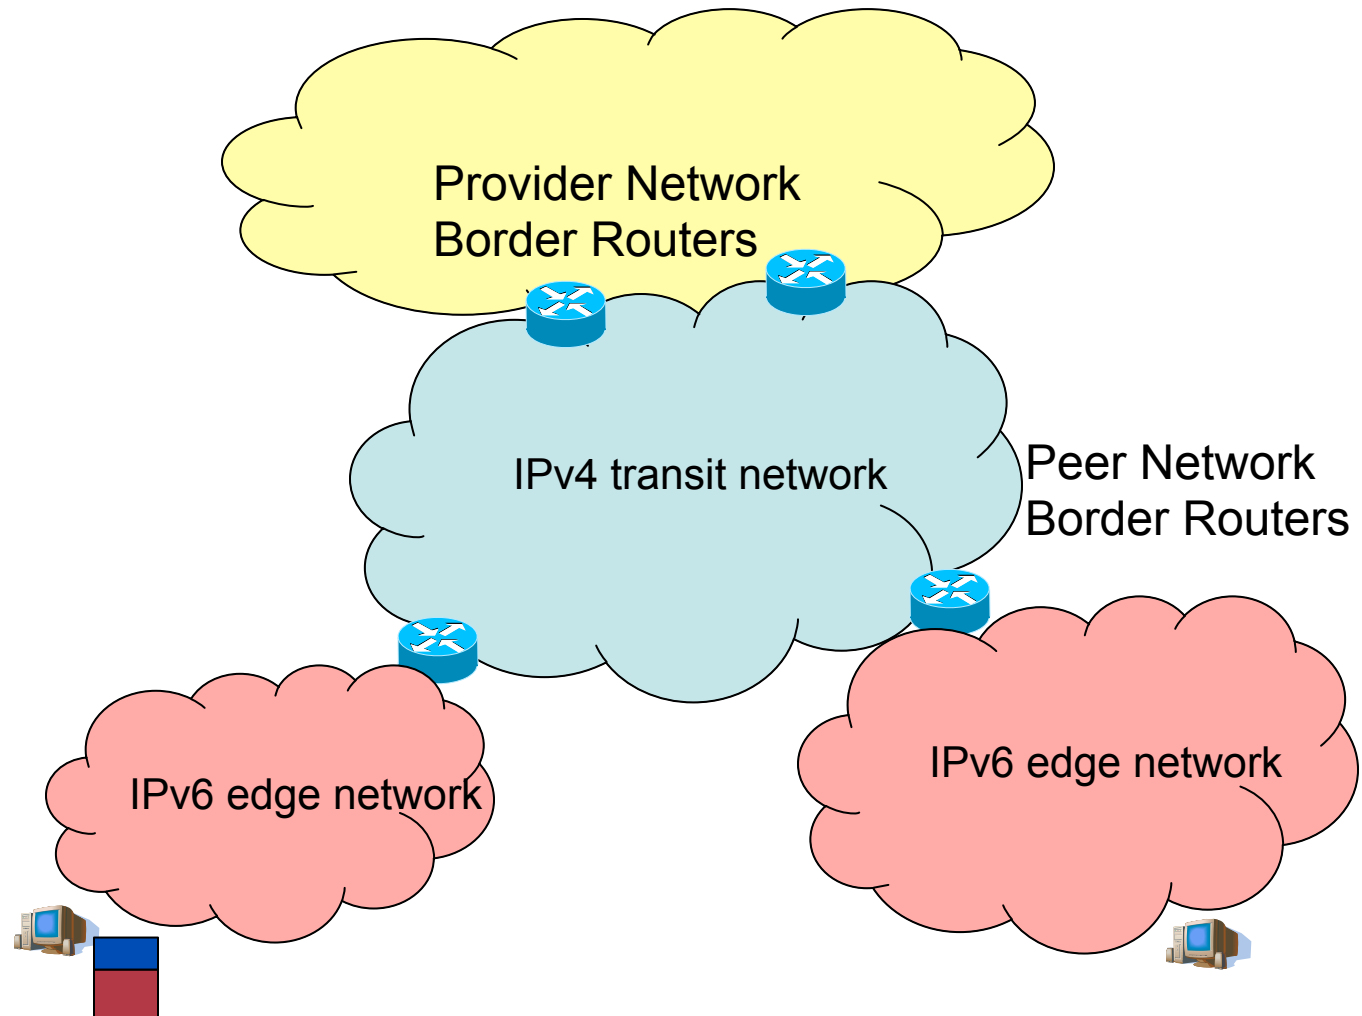 Provider Network
Border Routers
IPv4 transit network
Peer Network
Border Routers
IPv6 edge network
IPv6 edge network